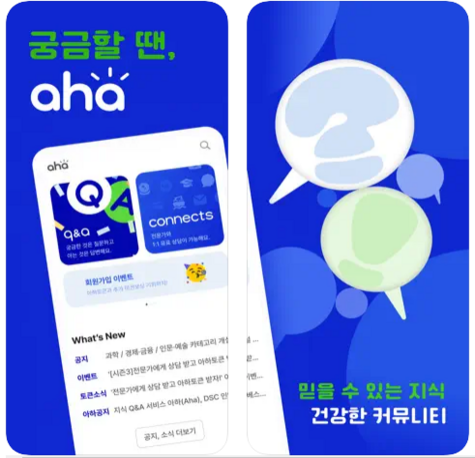 궁금할 땐,
aha
aha
Q
A
q&a
궁금한 것은 질문하고
아는 것은 답변해요.
connects
전문가와
1:1 유료 상담이 가능해요.
회원가입 이벤트
What's New
공지 과학 / 경제·금융 / 인문·예술 카테고리 개설
이벤트 '[시즌3]전문가에게 상담 받고 아하토큰
토큰소식 '전문가에게 상담 받고 아하토큰 받자!'
아하공지 지식 Q&A 서비스 아하(Aha), DSC 인
공지, 소식 더보기
믿을 수 있는 지식
건강한 커뮤니티